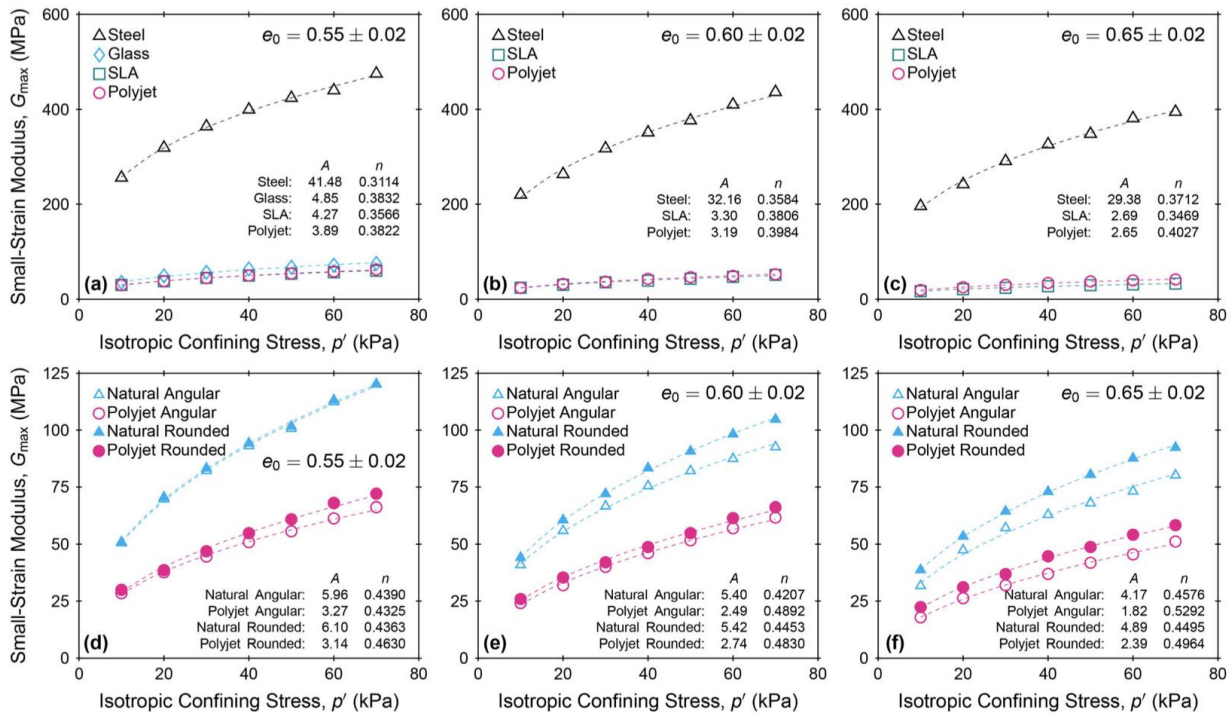 Small-Strain Modulus, Gmax (MPa)
600
400
200
0
Steel
Glass
SLA
Polyjet
e0 = 0.55 ± 0.02
A n
Steel: 41.48 0.3114
Glass: 4.85 0.3832
SLA: 4.27 0.3566
Polyjet: 3.89 0.3822
(a)
0 20 40 60 80
Isotropic Confining Stress, p′ (kPa)
600
400
200
0
Steel
SLA
Polyjet
e0 = 0.60 ± 0.02
A n
Steel: 32.16 0.3584
SLA: 3.30 0.3806
Polyjet: 3.19 0.3984
(b)
0 20 40 60 80
Isotropic Confining Stress, p′ (kPa)
600
400
200
0
Steel
SLA
Polyjet
e0 = 0.65 ± 0.02
A n
Steel: 29.38 0.3712
SLA: 2.69 0.3469
Polyjet: 2.65 0.4027
(c)
0 20 40 60 80
Isotropic Confining Stress, p′ (kPa)
Small-Strain Modulus, Gmax (MPa)
125
100
75
50
25
0
Natural Angular
Polyjet Angular
Natural Rounded
Polyjet Rounded
e0 = 0.55 ± 0.02
A n
Natural Angular: 5.96 0.4390
Polyjet Angular: 3.27 0.4325
Natural Rounded: 6.10 0.4363
Polyjet Rounded: 3.14 0.4630
(d)
0 20 40 60 80
Isotropic Confining Stress, p′ (kPa)
125
100
75
50
25
0
Natural Angular
Polyjet Angular
Natural Rounded
Polyjet Rounded
e0 = 0.60 ± 0.02
A n
Natural Angular: 5.40 0.4207
Polyjet Angular: 2.49 0.4892
Natural Rounded: 5.42 0.4453
Polyjet Rounded: 2.74 0.4830
(e)
0 20 40 60 80
Isotropic Confining Stress, p′ (kPa)
125
100
75
50
25
0
Natural Angular
Polyjet Angular
Natural Rounded
Polyjet Rounded
e0 = 0.65 ± 0.02
A n
Natural Angular: 4.17 0.4576
Polyjet Angular: 1.82 0.5292
Natural Rounded: 4.89 0.4495
Polyjet Rounded: 2.39 0.4964
(f)
0 20 40 60 80
Isotropic Confining Stress, p′ (kPa)